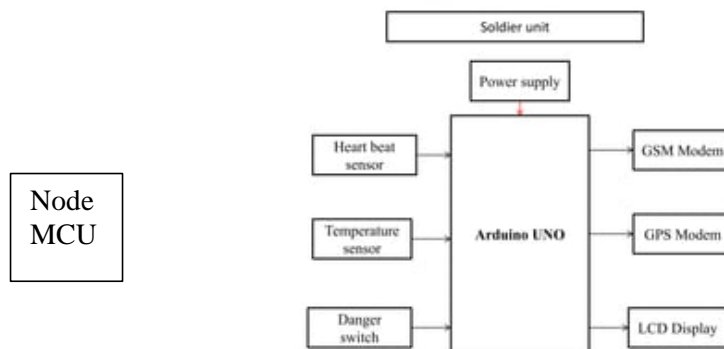 Soldier unit
Power supply
Heart beat
sensor
GSM Modem
Node
MCU
Temperature
sensor
Arduino UNO
GPS Modem
Danger
switch
LCD Display